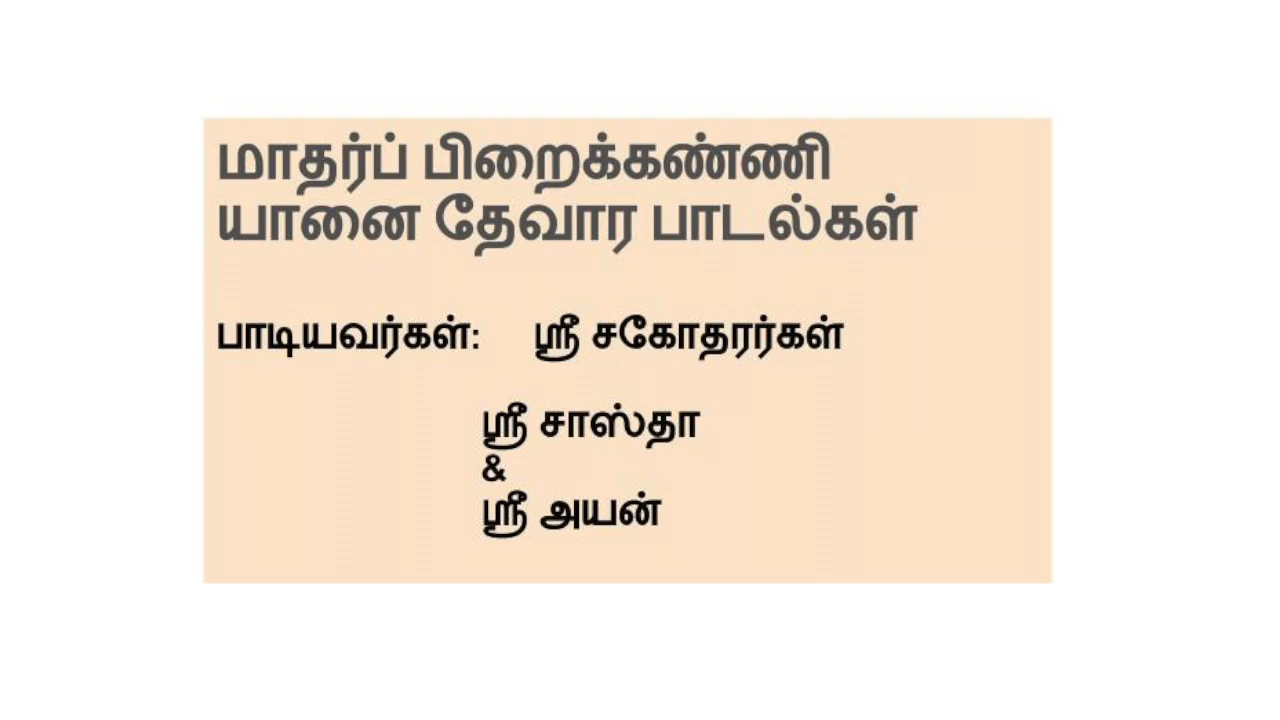 மாதர்ப் பிறைக்கண்ணி
யானை தேவார பாடல்கள்
பாடியவர்கள்: ஸ்ரீ சகோதரர்கள்
ஸ்ரீ சாஸ்தா
&
ஸ்ரீ அயன்